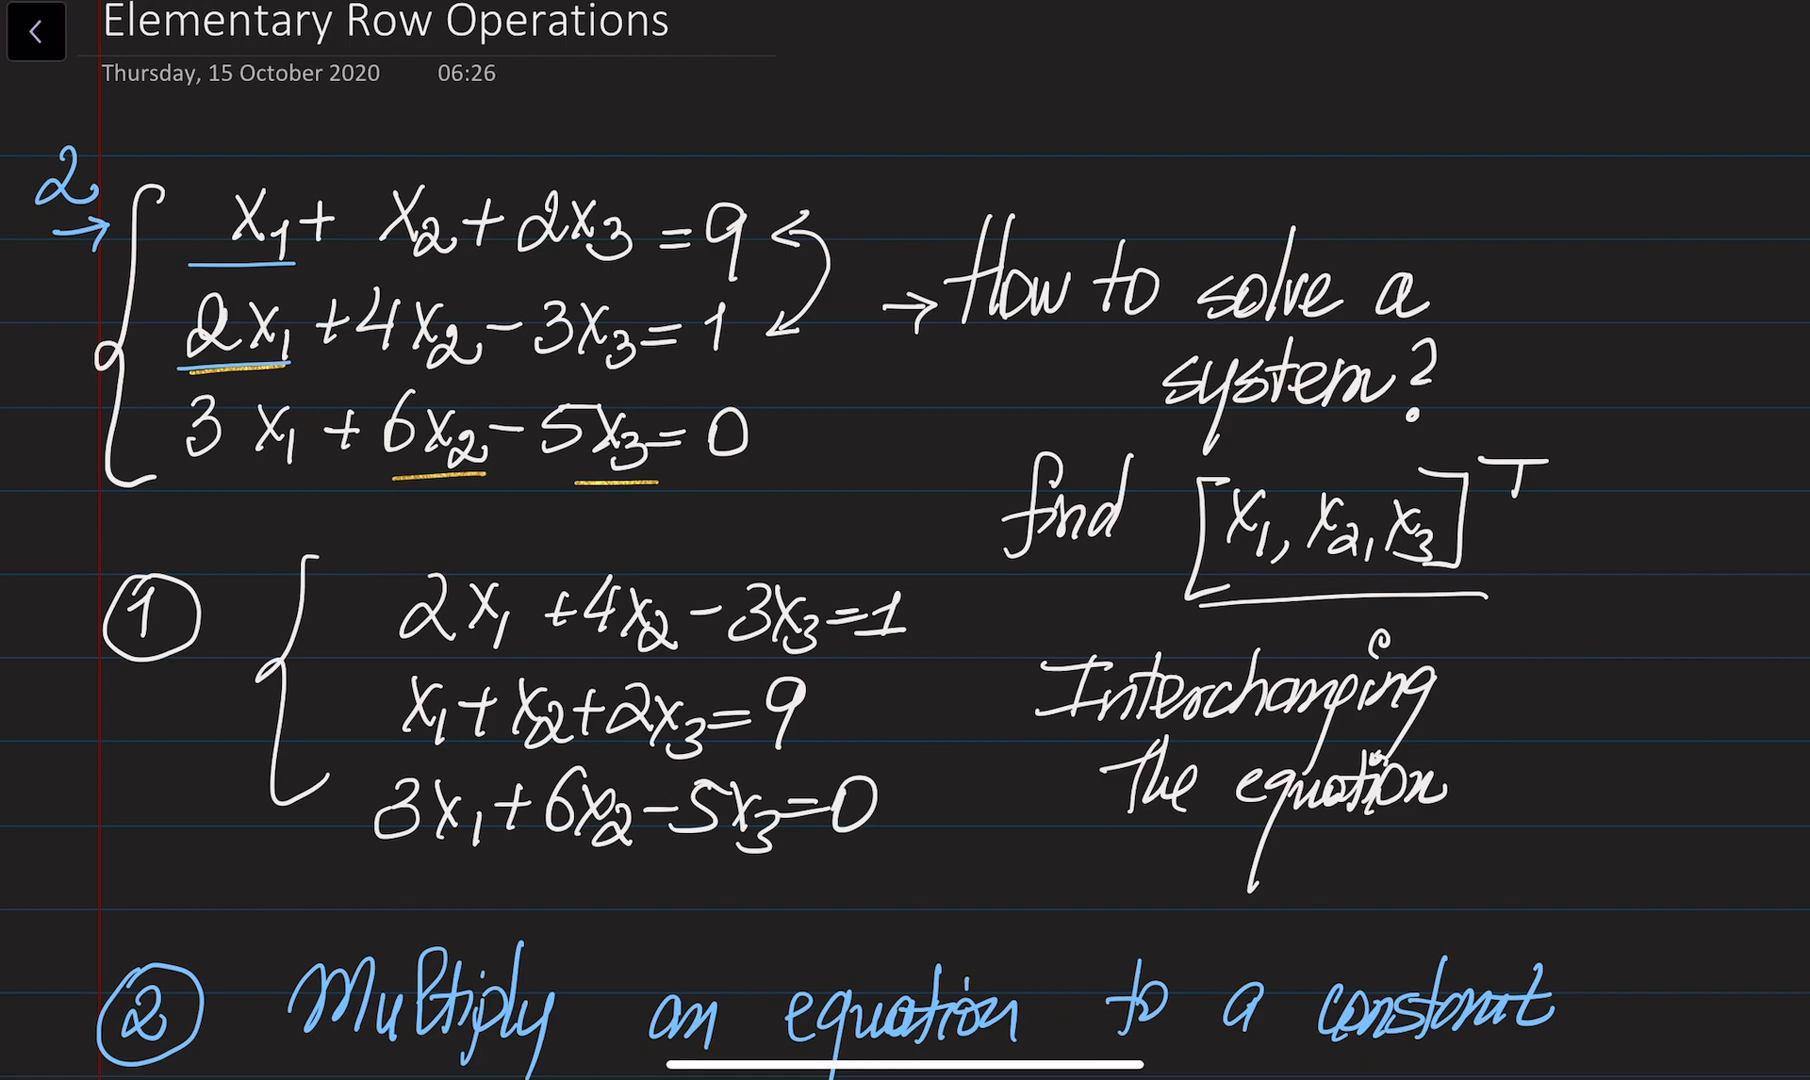 Elementary Row Operations
Thursday, 15 October 2020 06:26
2
→
x₁ + x₂ + 2x₃ = 9
2x₁ + 4x₂ - 3x₃ = 1
3x₁ + 6x₂ - 5x₃ = 0
→ How to solve a
system?
find [x₁, x₂, x₃]ᵀ
① 2x₁ + 4x₂ - 3x₃ = 1
x₁ + x₂ + 2x₃ = 9
3x₁ + 6x₂ - 5x₃ = 0
Interchanging
the equation
② Multiply an equation to a constant